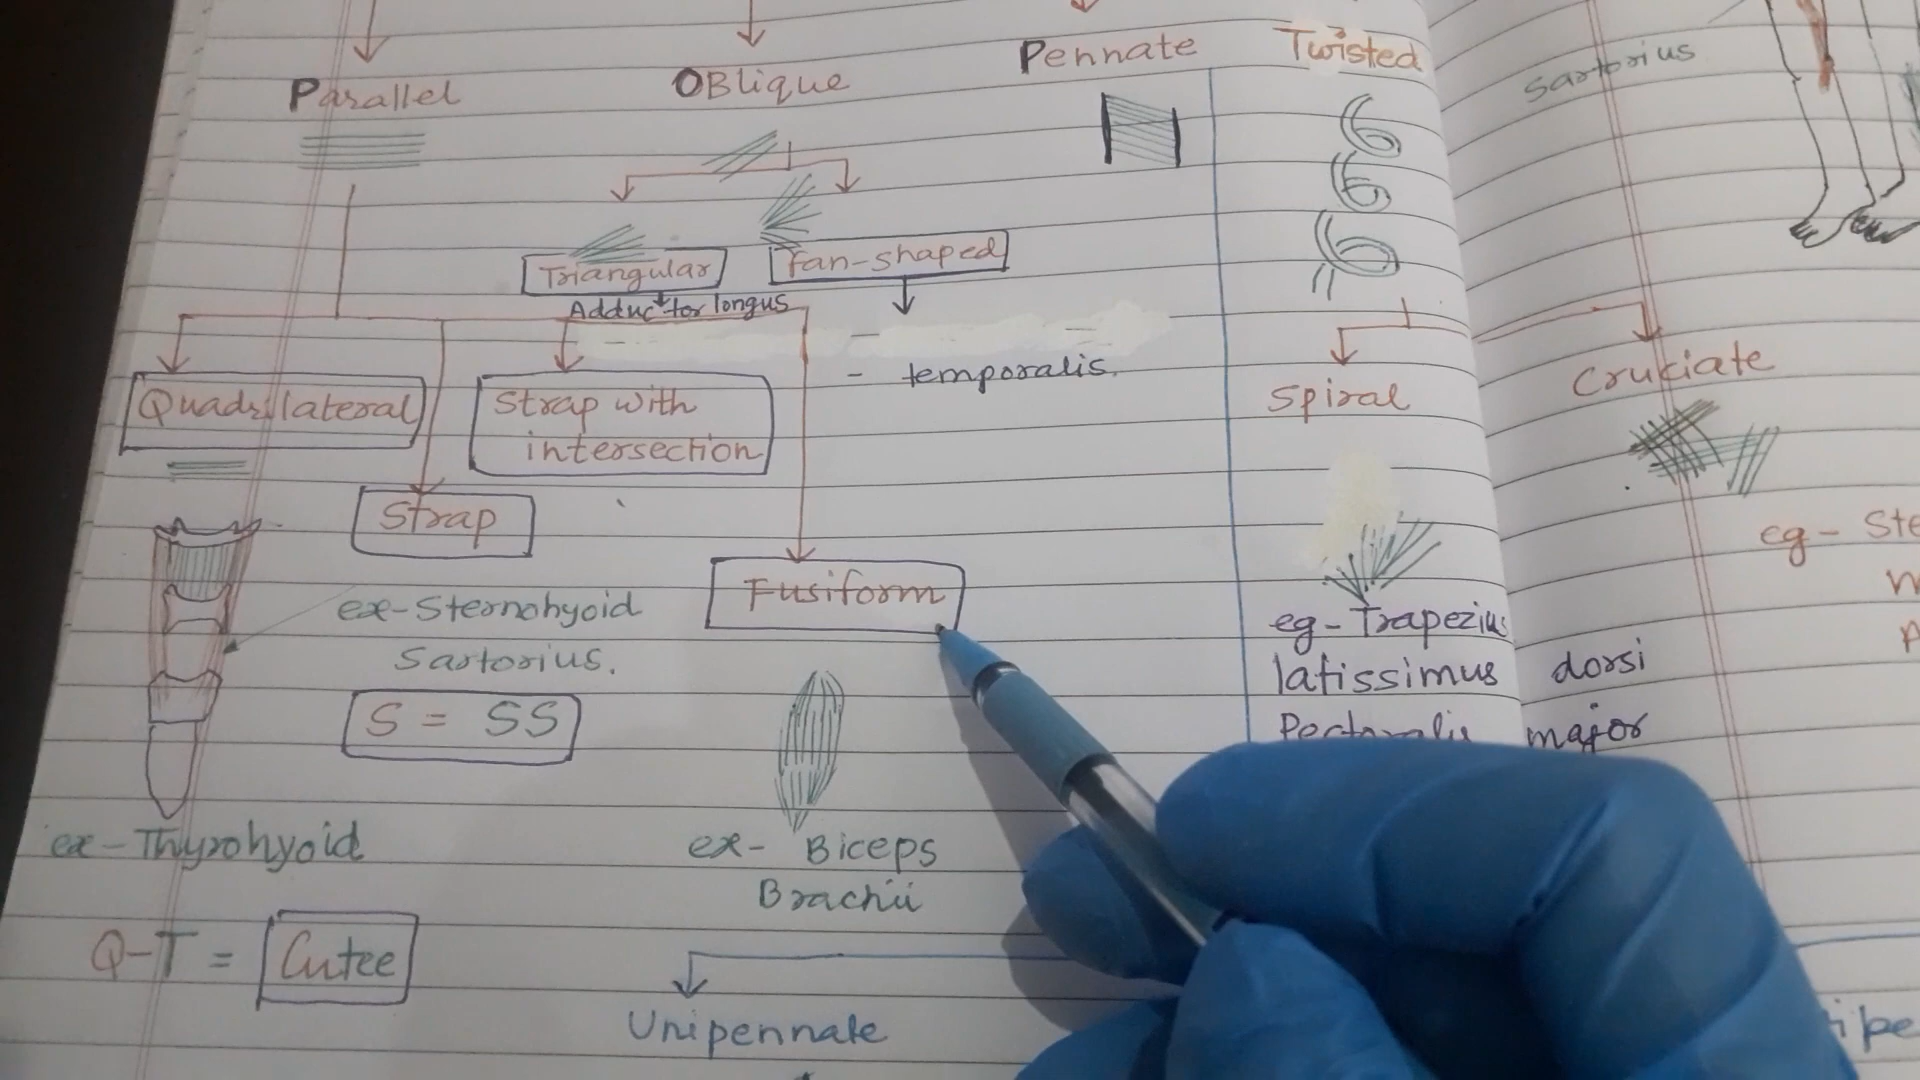 Parallel
OBlique
Pennate
Twisted
Sartorius
Triangular
Fan-shaped
Adductor longus
- temporalis.
Quadrilateral
Strap with
intersection
Spiral
Cruciate
Strap
Fusiform
ex-Sternohyoid
Sartorius.
S = SS
eg-Trapezius
latissimus dorsi
Pectoralis major
eg-
ex-Thyrohyoid
ex- Biceps
Brachii
Q-T = Cutee
Unipennate